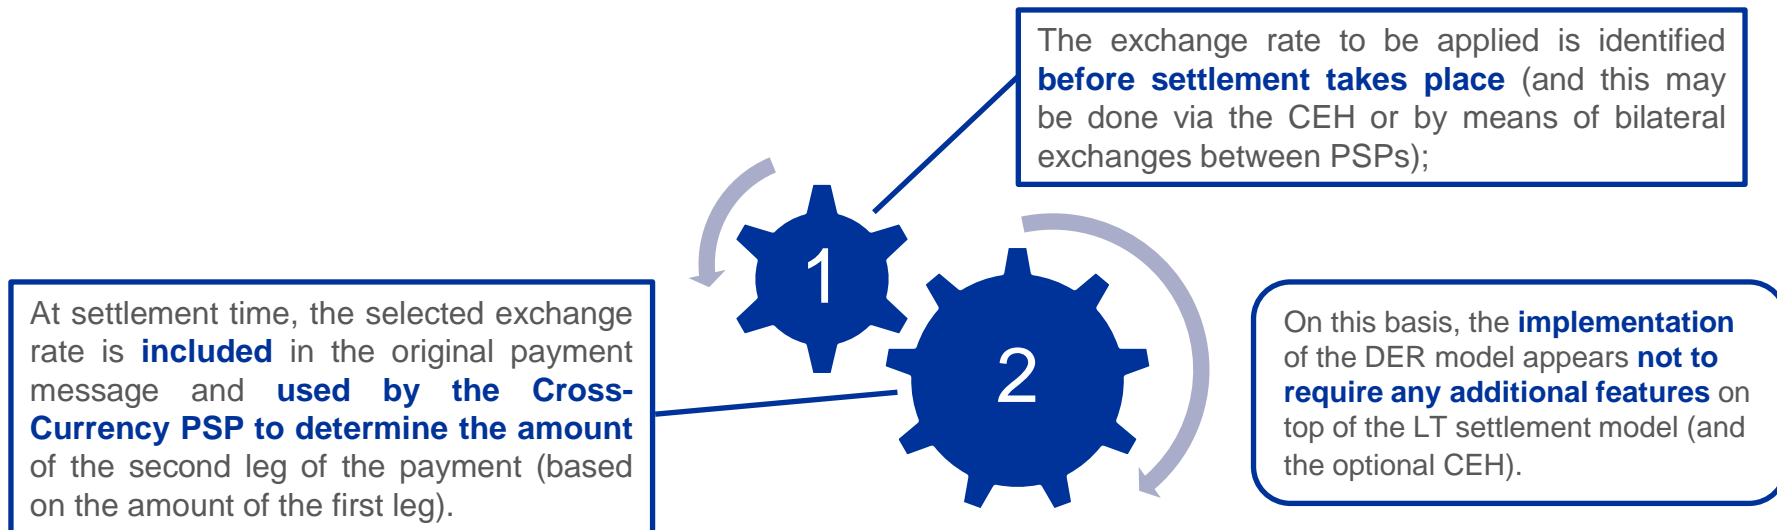 The exchange rate to be applied is identified
before settlement takes place (and this may
be done via the CEH or by means of bilateral
exchanges between PSPs);
1
2
At settlement time, the selected exchange
rate is included in the original payment
message and used by the Cross-
Currency PSP to determine the amount
of the second leg of the payment (based
on the amount of the first leg).
On this basis, the implementation
of the DER model appears not to
require any additional features on
top of the LT settlement model (and
the optional CEH).